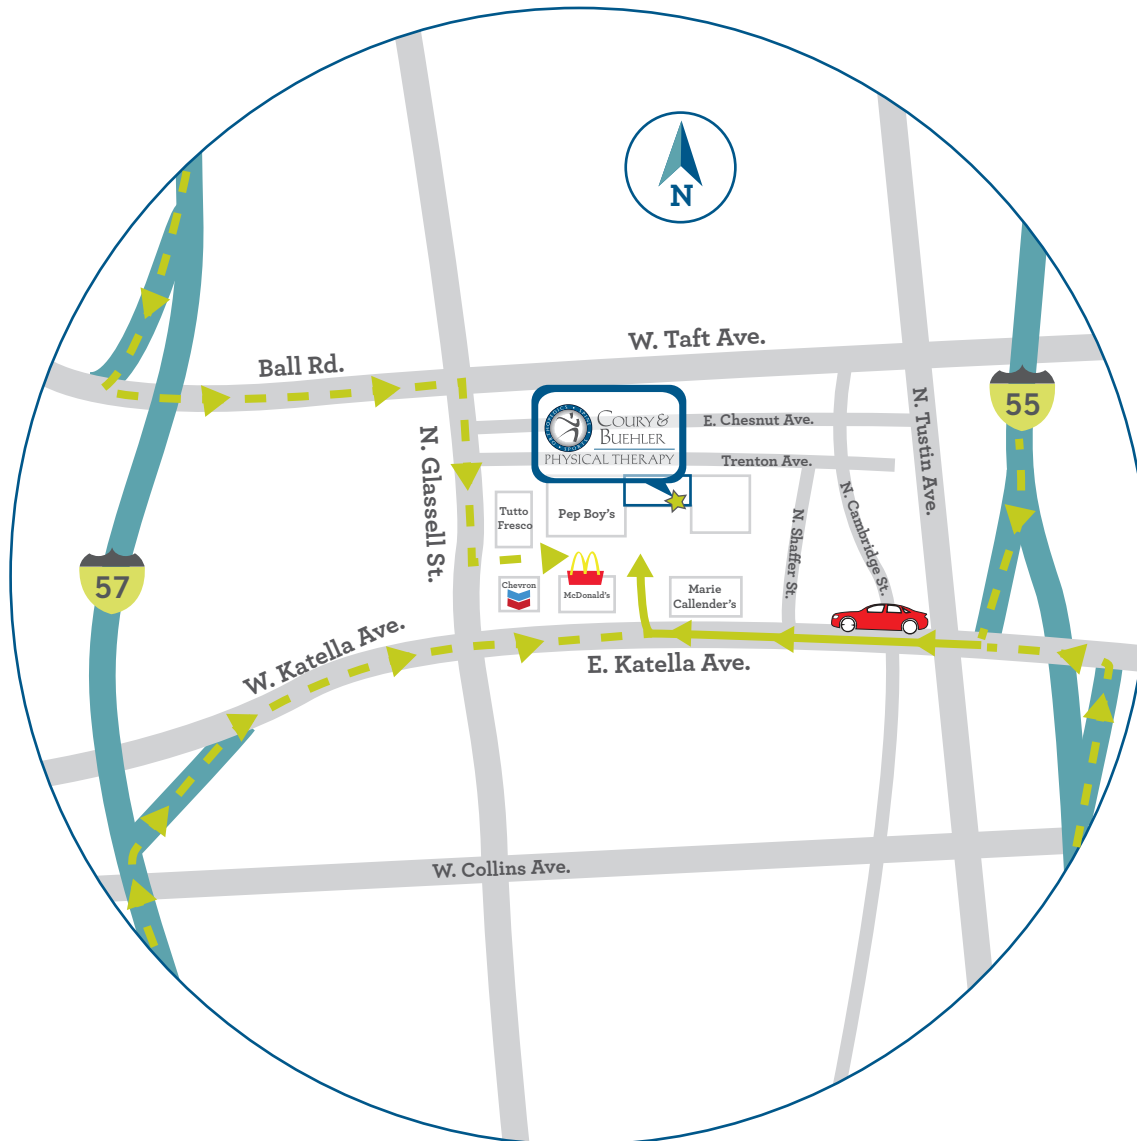 N
W. Taft Ave.
Ball Rd.
55
N. Tustin Ave.
COURY &
BUEHLER
PHYSICAL THERAPY
E. Chesnut Ave.
N. Glassell St.
Trenton Ave.
Tutto
Fresco
Pep Boy's
N. Shaffer St.
N. Cambridge St.
57
Chevron
McDonald's
Marie
Callender's
W. Katella Ave.
E. Katella Ave.
W. Collins Ave.